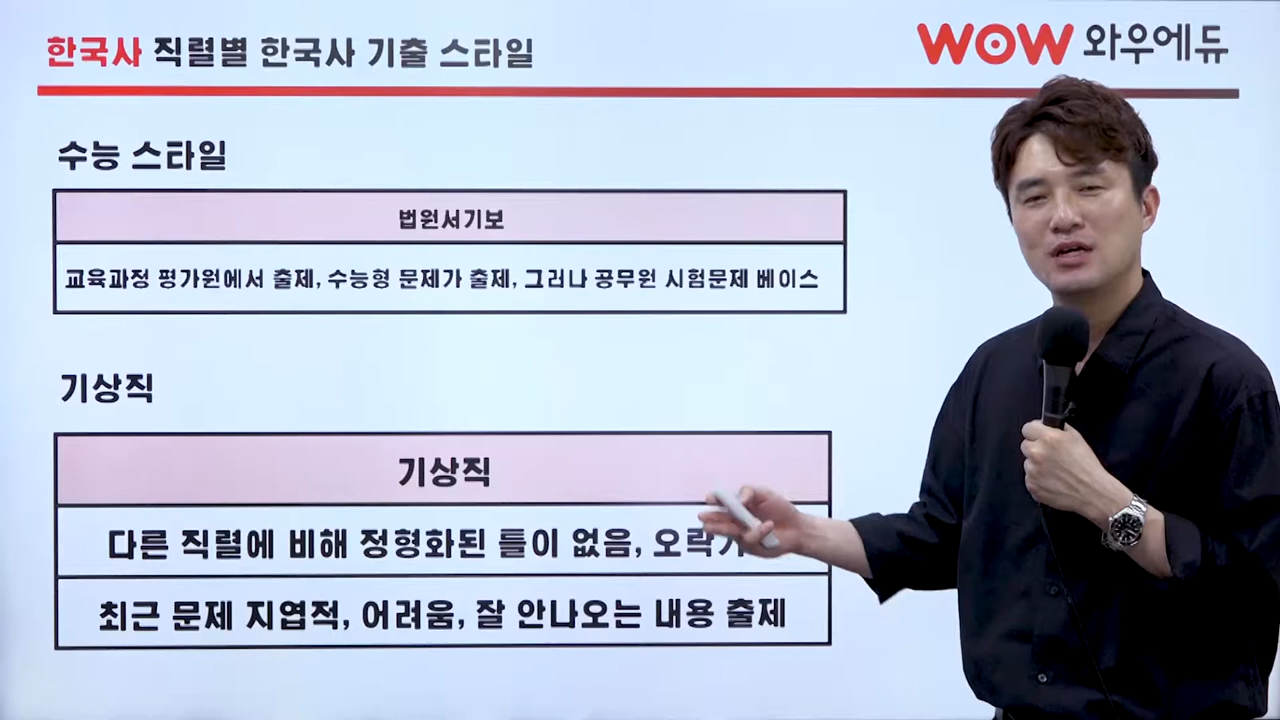 한국사 직렬별 한국사 기출 스타일
WOW 와우에듀
수능 스타일
법원서기보
교육과정 평가원에서 출제, 수능형 문제가 출제, 그러나 공무원 시험문제 베이스
기상직
기상직
다른 직렬에 비해 정형화된 틀이 없음,
최근 문제 지엽적, 어려움, 잘 안나오는 내용 출제